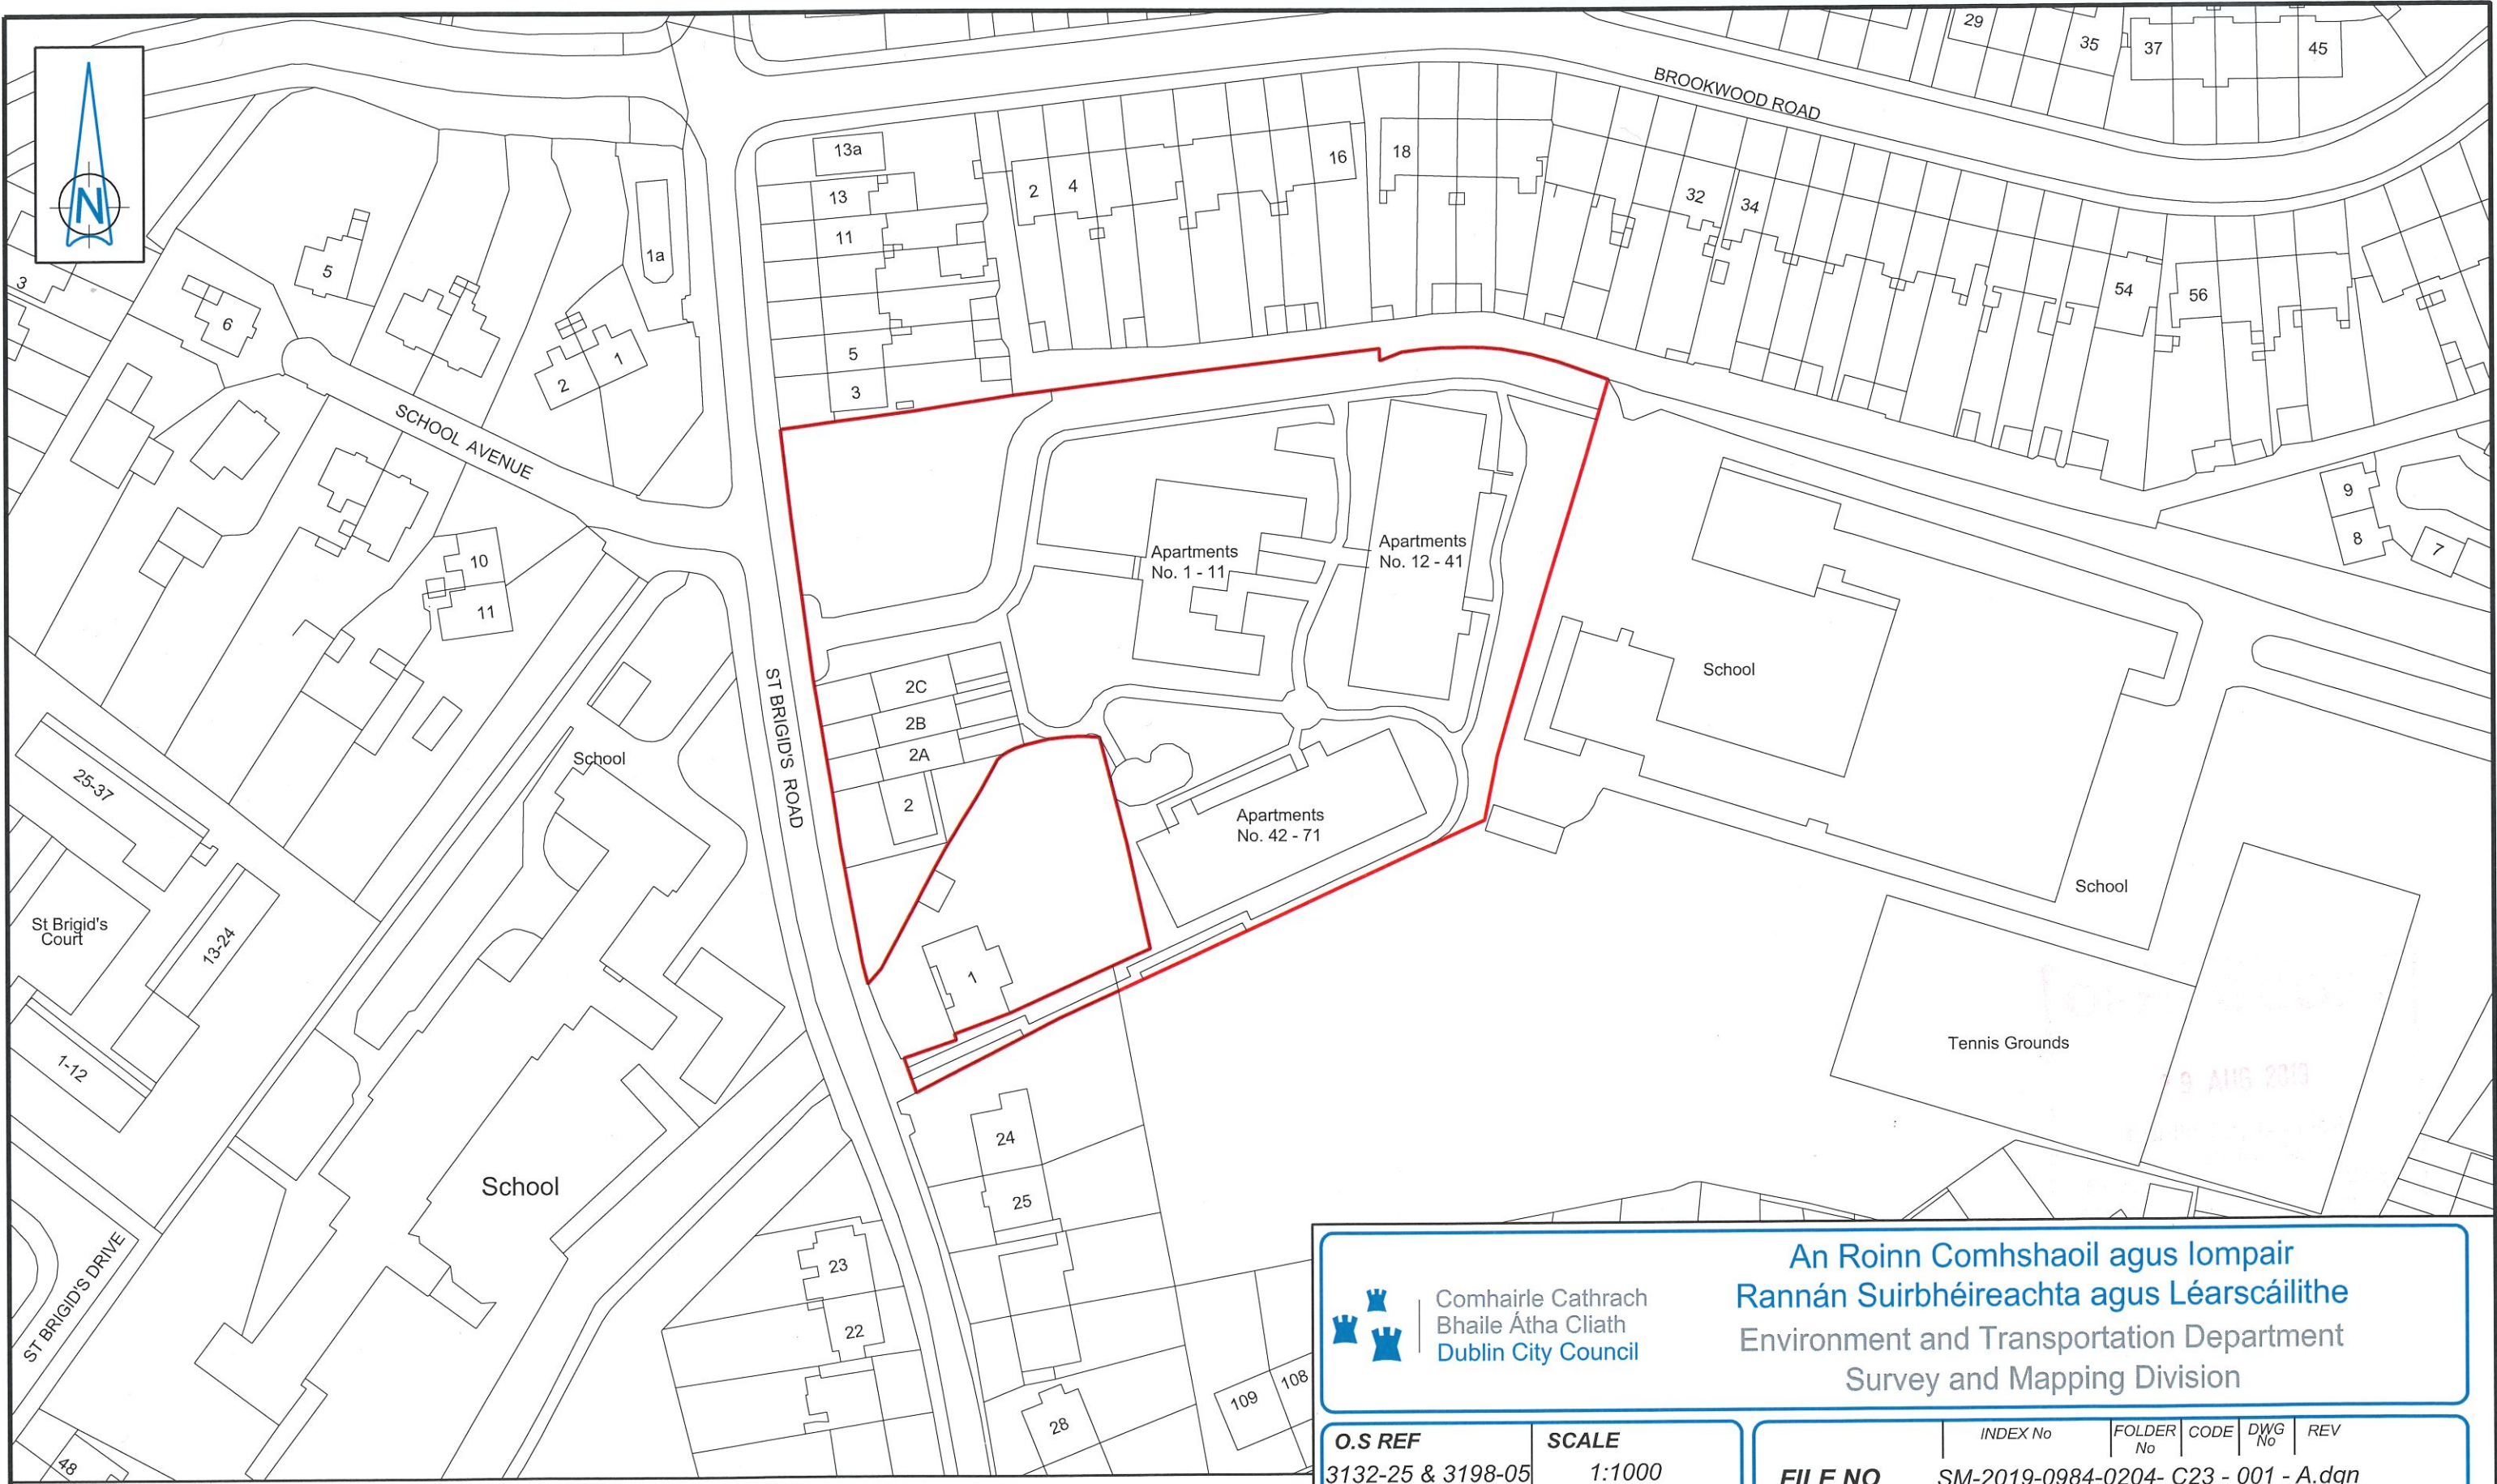 29
35
37
45
BROOKWOOD ROAD
N
13a
13
11
5
3
2
4
16
18
32
34
54
56
3
5
6
1a
1
2
SCHOOL AVENUE
10
11
9
8
7
Apartments
No. 1 - 11
Apartments
No. 12 - 41
School
ST BRIGID'S ROAD
2C
2B
2A
2
School
25-37
Apartments
No. 42 - 71
School
St Brigid's
Court
13-24
1
1-12
Tennis Grounds
9 AUG
24
25
School
23
22
ST BRIGID'S DRIVE
28
109
108
48
Comhairle Cathrach
Bhaile Átha Cliath
Dublin City Council
An Roinn Comhshaoil agus Iompair
Rannán Suirbhéireachta agus Léarscáilithe
Environment and Transportation Department
Survey and Mapping Division
O.S REF
3132-25 & 3198-05
SCALE
1:1000
INDEX No
FOLDER No
CODE
DWG No
REV
FILE NO
SM-2019-0984-0204- C23 - 001 - A.dgn